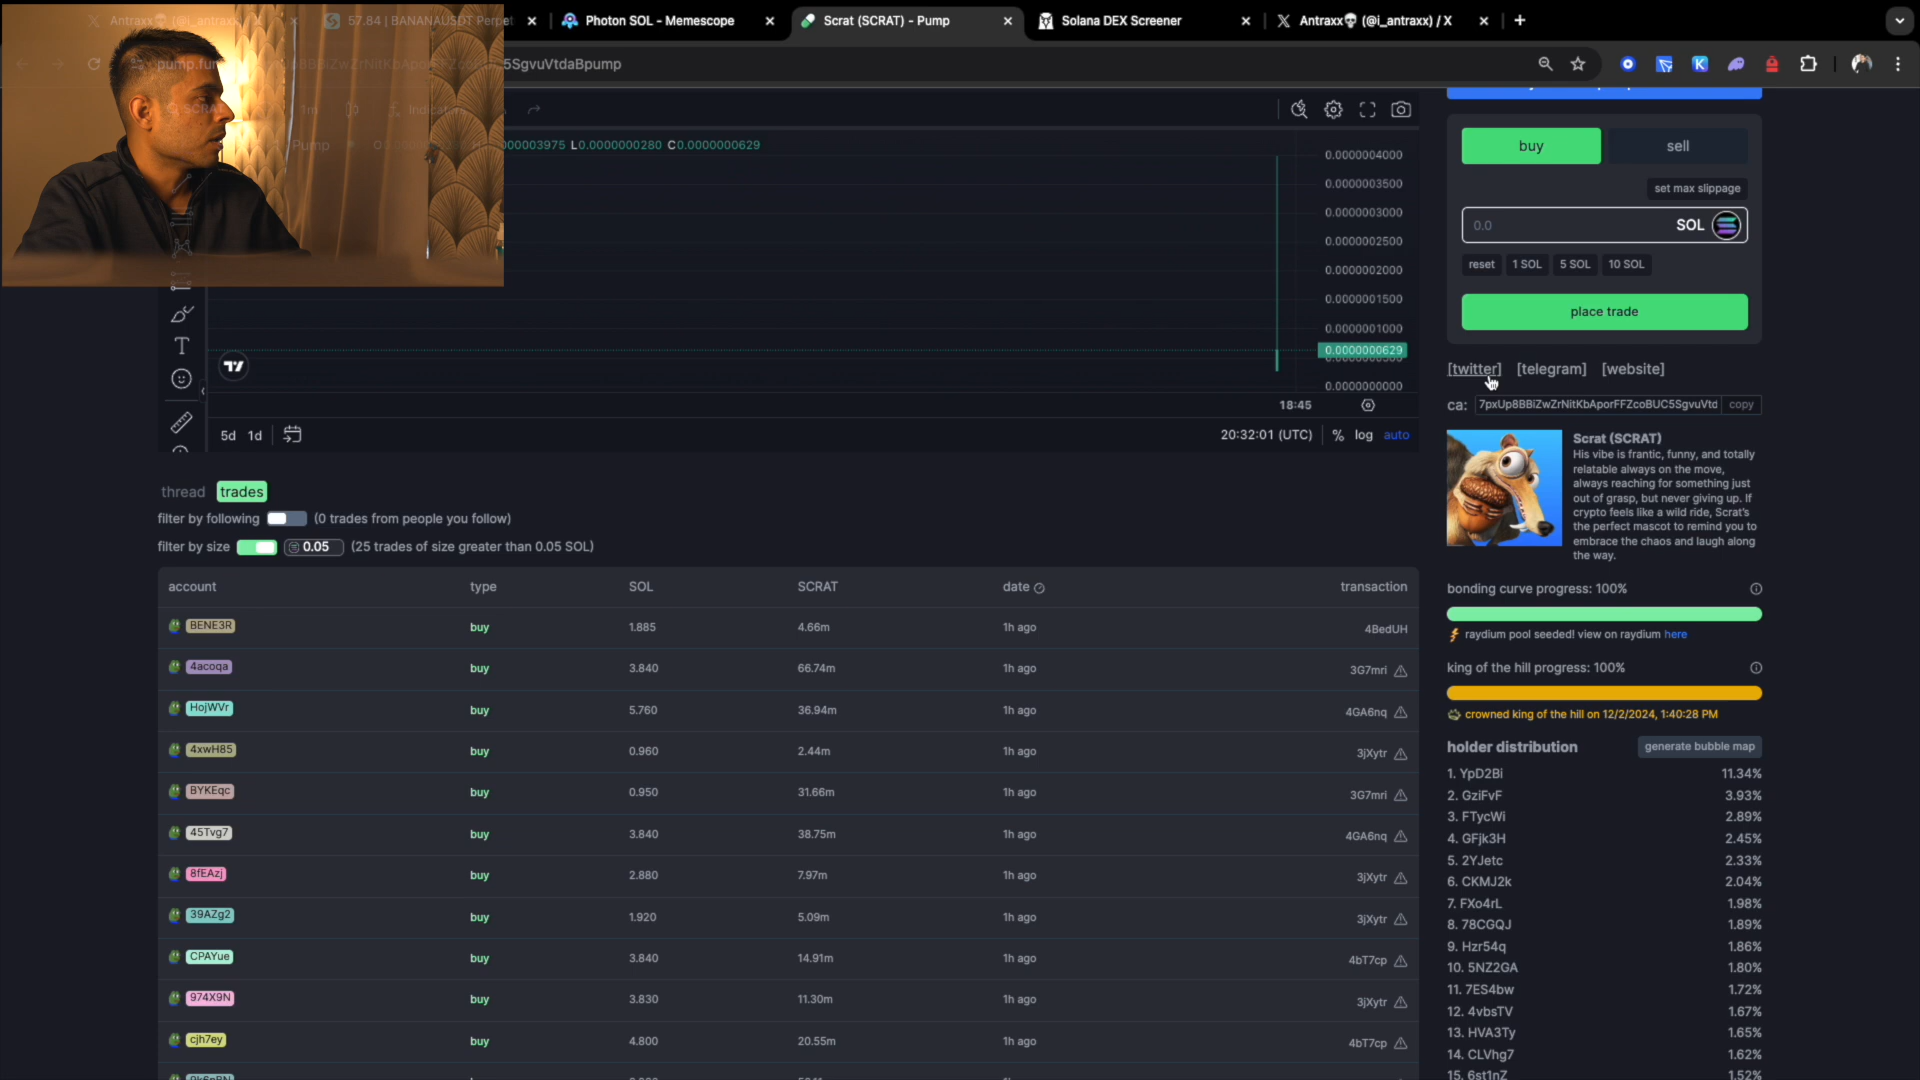 Antraxx💀 (@i_antraxx) / X
57.84 | BANANAUSDT Perpet
Photon SOL - Memescope
Scrat (SCRAT) - Pump
Solana DEX Screener
Antraxx💀 (@i_antraxx) / X
5SgvuVtdaBpump
1m
L0.0000000280 C0.0000000629
0.0000004000
0.0000003500
0.0000003000
0.0000002500
0.0000002000
0.0000001500
0.0000001000
0.0000000629
0.0000000000
18:45
5d 1d
20:32:01 (UTC) % log auto
buy sell
set max slippage
0.0 SOL
reset 1 SOL 5 SOL 10 SOL
place trade
[twitter] [telegram] [website]
ca: 7pxUp8BBiZwZrNitKbAporFFZcoBUC5SgvuVtd copy
Scrat (SCRAT)
His vibe is frantic, funny, and totally
relatable always on the move,
always reaching for something just
out of grasp, but never giving up. If
crypto feels like a wild ride, Scrat's
the perfect mascot to remind you to
embrace the chaos and laugh along
the way.
bonding curve progress: 100%
raydium pool seeded! view on raydium here
king of the hill progress: 100%
crowned king of the hill on 12/2/2024, 1:40:28 PM
holder distribution generate bubble map
1. YpD2Bi 11.34%
2. GziFvF 3.93%
3. FTycWi 2.89%
4. GFjk3H 2.45%
5. 2YJetc 2.33%
6. CKMJ2k 2.04%
7. FXo4rL 1.98%
8. 78CGQJ 1.89%
9. Hzr54q 1.86%
10. 5NZ2GA 1.80%
11. 7ES4bw 1.72%
12. 4vbsTV 1.67%
13. HVA3Ty 1.65%
14. CLVhg7 1.62%
15. 6st1nZ 1.52%
thread trades
filter by following (0 trades from people you follow)
filter by size 0.05 (25 trades of size greater than 0.05 SOL)
account type SOL SCRAT date transaction
BENE3R buy 1.885 4.66m 1h ago 4BedUH
4acoqa buy 3.840 66.74m 1h ago 3G7mri
HojWVr buy 5.760 36.94m 1h ago 4GA6nq
4xwH85 buy 0.960 2.44m 1h ago 3jXytr
BYKEqc buy 0.950 31.66m 1h ago 3G7mri
45Tvg7 buy 3.840 38.75m 1h ago 4GA6nq
8fEAzj buy 2.880 7.97m 1h ago 3jXytr
39AZg2 buy 1.920 5.09m 1h ago 3jXytr
CPAYue buy 3.840 14.91m 1h ago 4bT7cp
974X9N buy 3.830 11.30m 1h ago 3jXytr
cjh7ey buy 4.800 20.55m 1h ago 4bT7cp